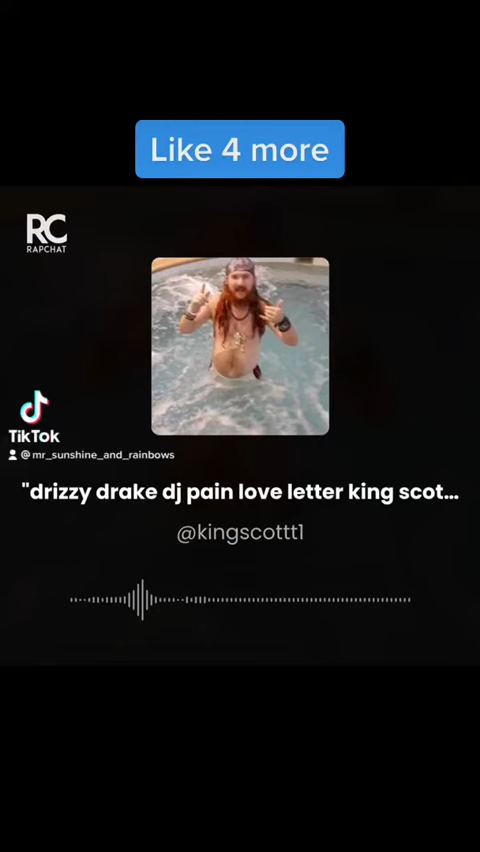 Like 4 more
RC
RAPCHAT
TikTok
@mr_sunshine_and_rainbows
"drizzy drake dj pain love letter king scot...
@kingscottt1